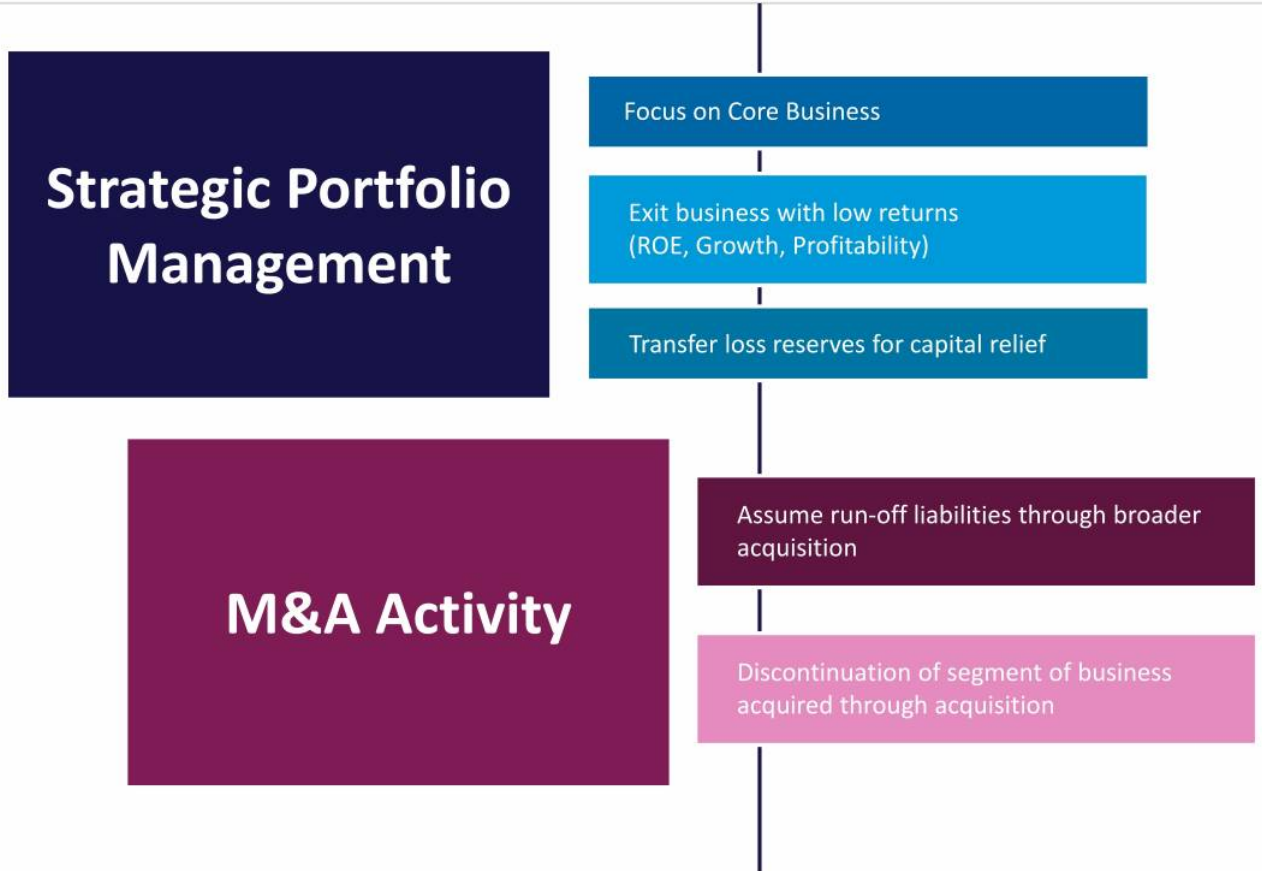 Strategic Portfolio
Management
Focus on Core Business
Exit business with low returns
(ROE, Growth, Profitability)
Transfer loss reserves for capital relief
M&A Activity
Assume run-off liabilities through broader
acquisition
Discontinuation of segment of business
acquired through acquisition